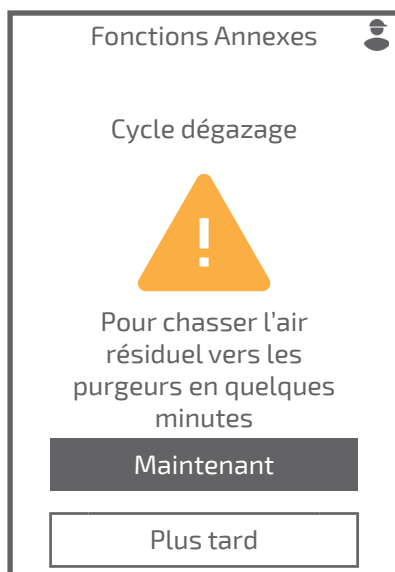 Fonctions Annexes
Cycle dégazage
!
Pour chasser l’air
résiduel vers les
purgeurs en quelques
minutes
Maintenant
Plus tard